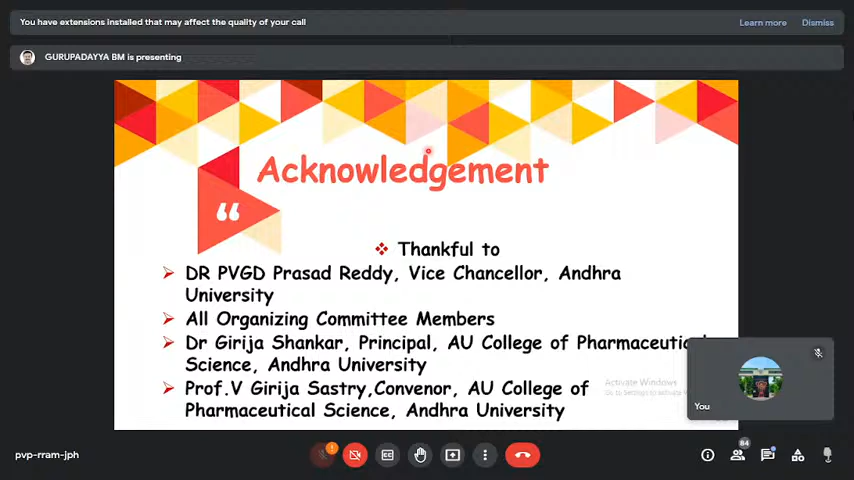 You have extensions installed that may affect the quality of your call
Learn more
Dismiss
GURUPADAYYA BM is presenting
Acknowledgement
“
❖ Thankful to
➢ DR PVGD Prasad Reddy, Vice Chancellor, Andhra
University
➢ All Organizing Committee Members
➢ Dr Girija Shankar, Principal, AU College of Pharmaceutical
Science, Andhra University
➢ Prof.V Girija Sastry,Convenor, AU College of
Pharmaceutical Science, Andhra University
Activate Windows
Go to Settings to activate
You
pvp-rram-jph
1
CC
84